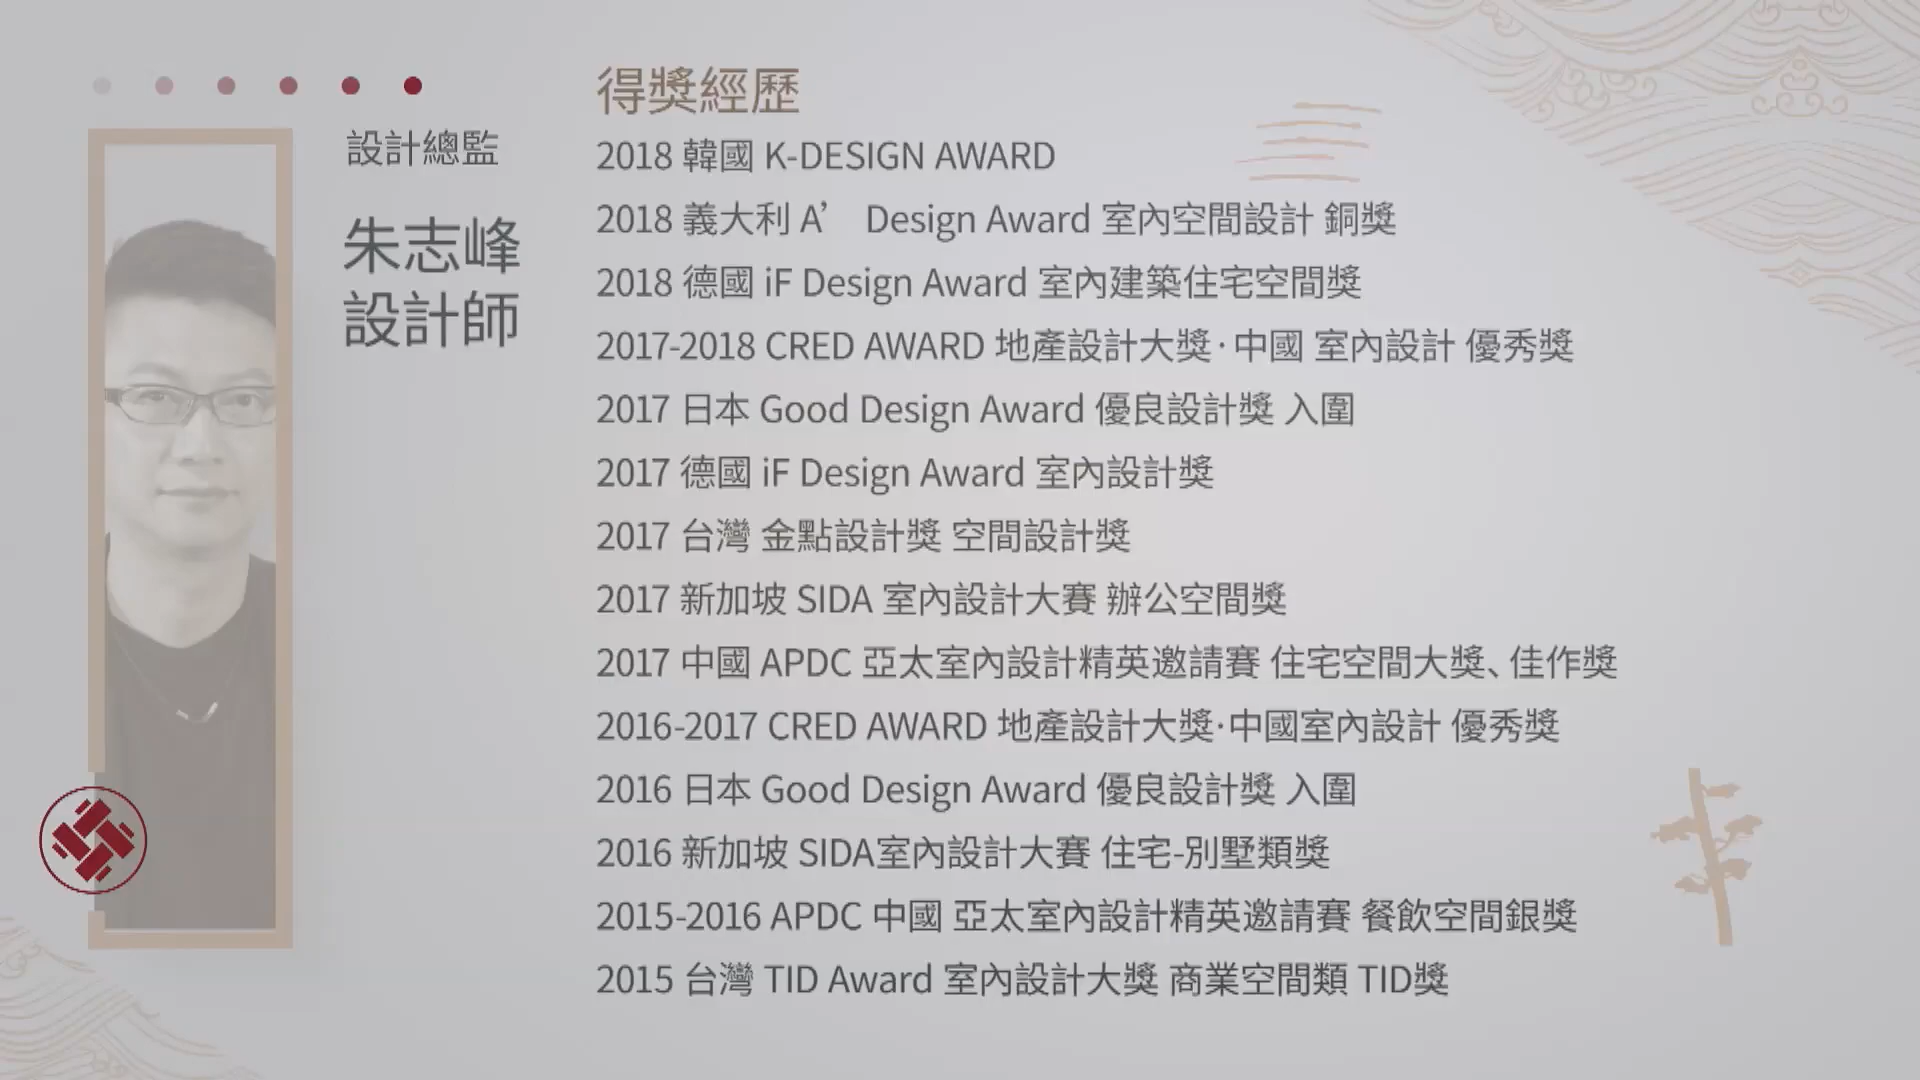 設計總監
朱志峰
設計師
得獎經歷
2018 韓國 K-DESIGN AWARD
2018 義大利 A’ Design Award 室內空間設計 銅獎
2018 德國 iF Design Award 室內建築住宅空間獎
2017-2018 CRED AWARD 地產設計大獎·中國 室內設計 優秀獎
2017 日本 Good Design Award 優良設計獎 入圍
2017 德國 iF Design Award 室內設計獎
2017 台灣 金點設計獎 空間設計獎
2017 新加坡 SIDA 室內設計大賽 辦公空間獎
2017 中國 APDC 亞太室內設計精英邀請賽 住宅空間大獎、佳作獎
2016-2017 CRED AWARD 地產設計大獎·中國室內設計 優秀獎
2016 日本 Good Design Award 優良設計獎 入圍
2016 新加坡 SIDA室內設計大賽 住宅-別墅類獎
2015-2016 APDC 中國 亞太室內設計精英邀請賽 餐飲空間銀獎
2015 台灣 TID Award 室內設計大獎 商業空間類 TID獎